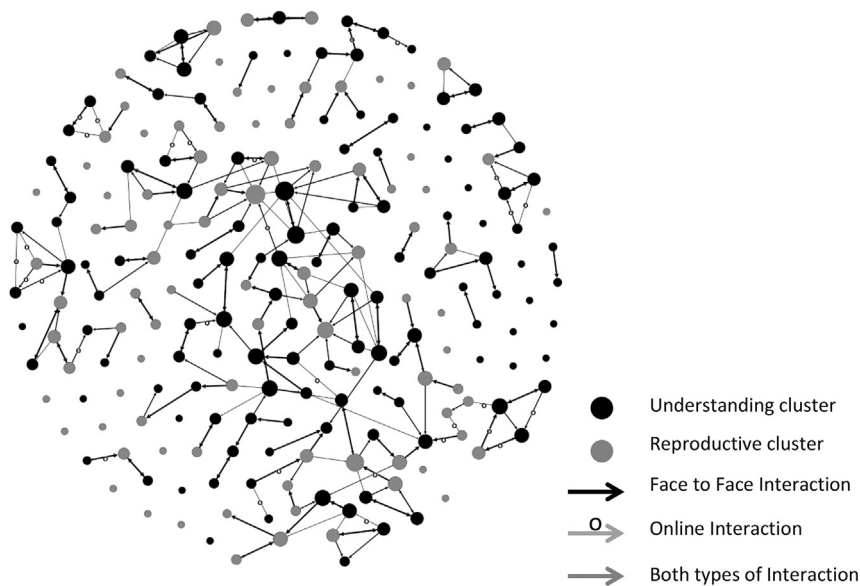 Understanding cluster
Reproductive cluster
Face to Face Interaction
O
Online Interaction
Both types of Interaction